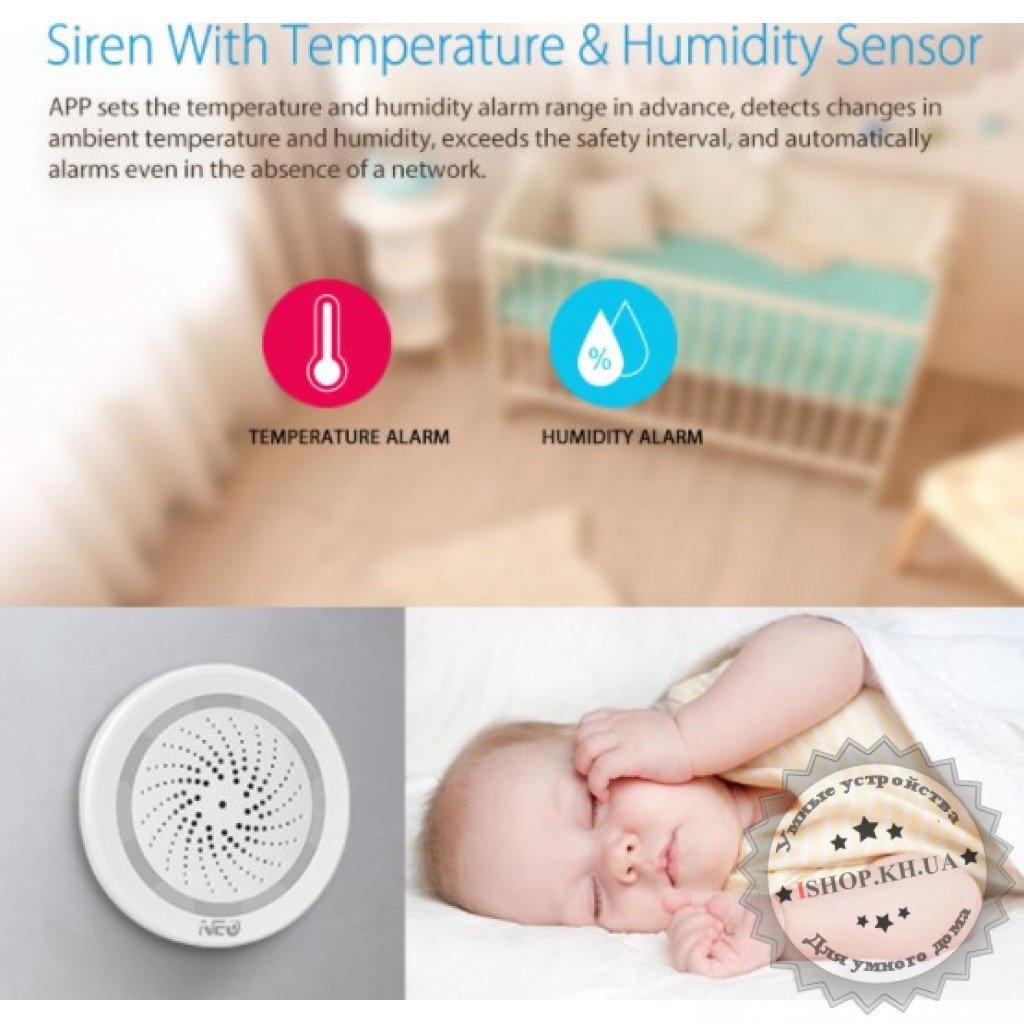 Siren With Temperature & Humidity Sensor
APP sets the temperature and humidity alarm range in advance, detects changes in
ambient temperature and humidity, exceeds the safety interval, and automatically
alarms even in the absence of a network.
%
TEMPERATURE ALARM
HUMIDITY ALARM
NEO
Умные устройства
ISHOP.KH.UA
Для умного дома